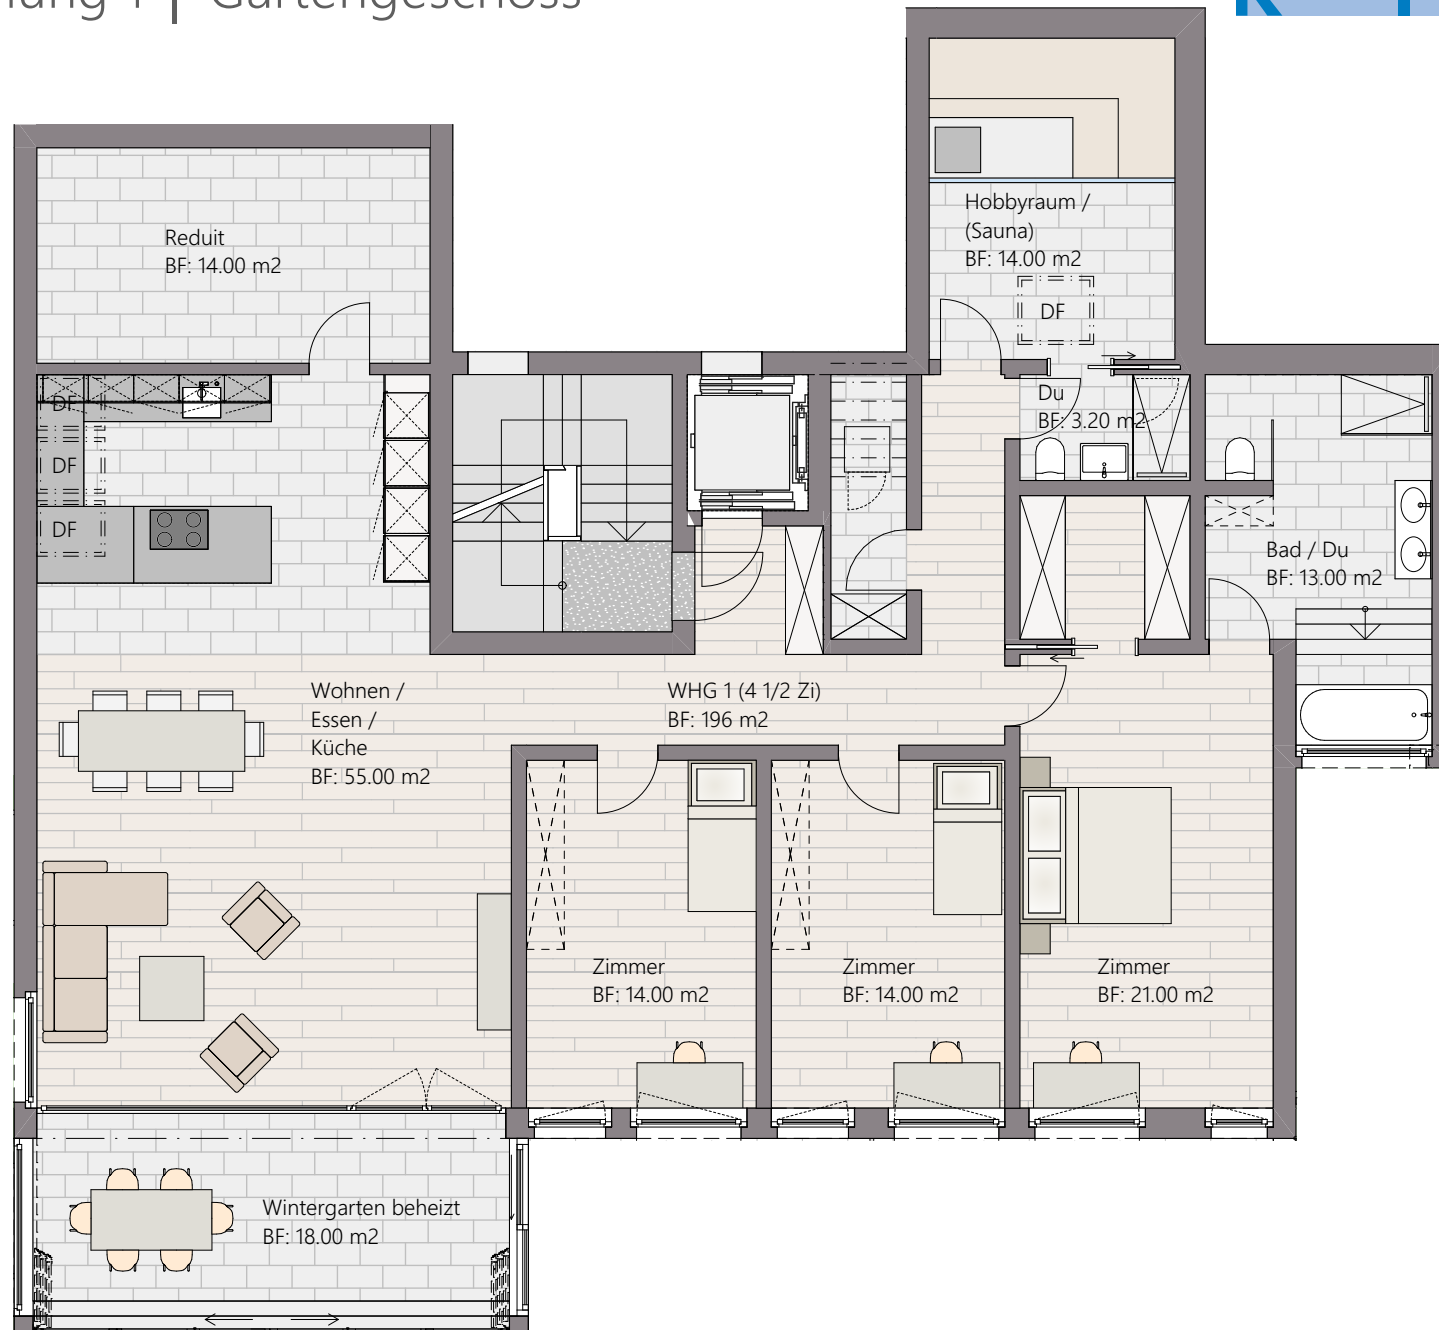 Gartengeschoss
Reduit
BF: 14.00 m2
Hobbyraum /
(Sauna)
BF: 14.00 m2
DF
Du
BF: 3.20 m2
DF
DF
DF
Bad / Du
BF: 13.00 m2
Wohnen /
Essen /
Küche
BF: 55.00 m2
WHG 1 (4 1/2 Zi)
BF: 196 m2
Zimmer
BF: 14.00 m2
Zimmer
BF: 14.00 m2
Zimmer
BF: 21.00 m2
Wintergarten beheizt
BF: 18.00 m2